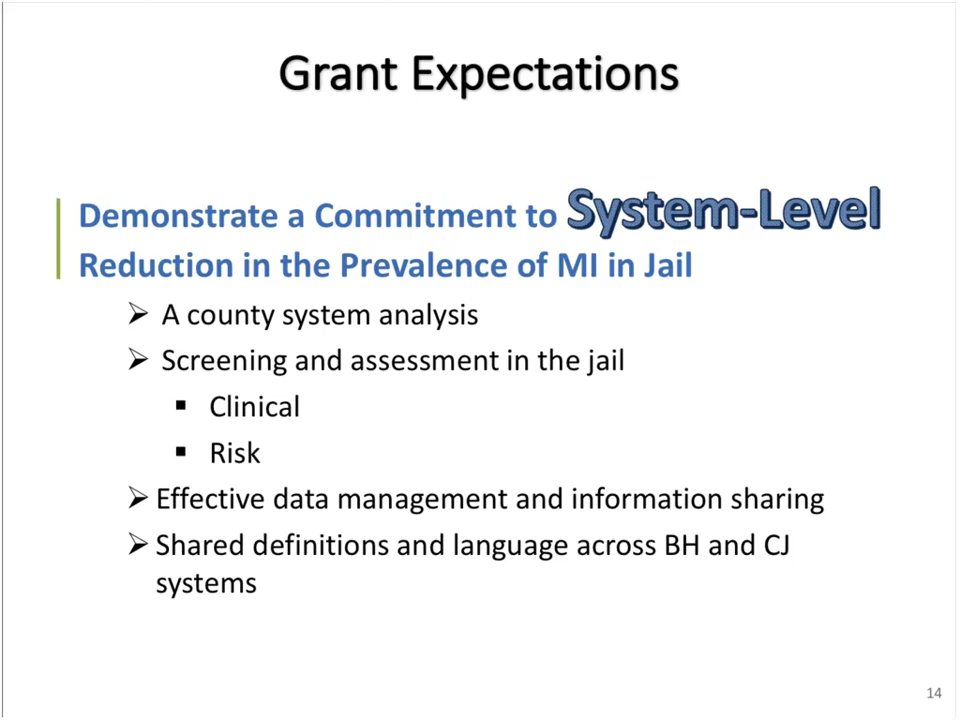 Grant Expectations
Demonstrate a Commitment to System-Level
Reduction in the Prevalence of MI in Jail
➢ A county system analysis
➢ Screening and assessment in the jail
▪ Clinical
▪ Risk
➢ Effective data management and information sharing
➢ Shared definitions and language across BH and CJ
systems
14